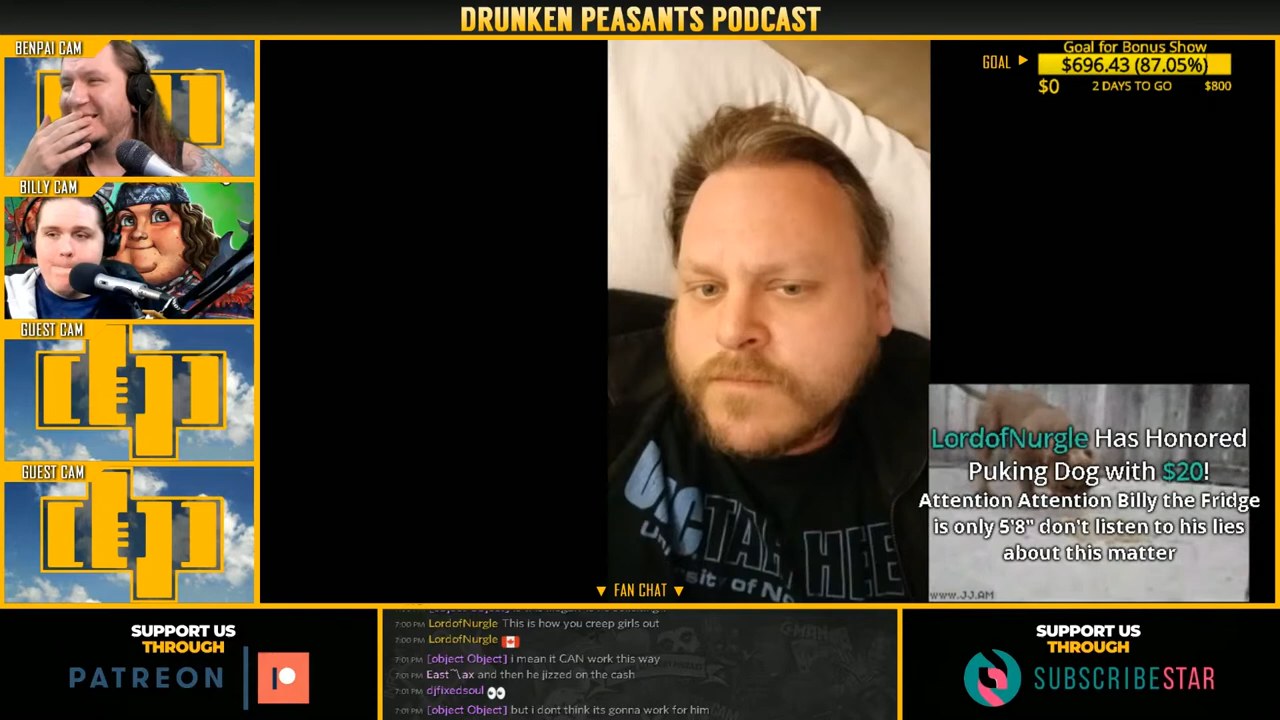 DRUNKEN PEASANTS PODCAST
BENPAI CAM
BILLY CAM
GUEST CAM
GUEST CAM
GOAL ▶
Goal for Bonus Show
$696.43 (87.05%)
$0 2 DAYS TO GO $800
TAR HEE
LordofNurgle Has Honored
Puking Dog with $20!
Attention Attention Billy the Fridge
is only 5'8" don't listen to his lies
about this matter
www.JJ.AM
▼ FAN CHAT ▼
7:00 PM LordofNurgle This is how you creep girls out
7:00 PM LordofNurgle
7:01 PM [object Object] i mean it CAN work this way
7:01 PM and then he jizzed on the cash
7:01 PM djfixedsoul
7:01 PM [object Object] but i dont think its gonna work for him
SUPPORT US
THROUGH
PATREON
SUPPORT US
THROUGH
SUBSCRIBESTAR